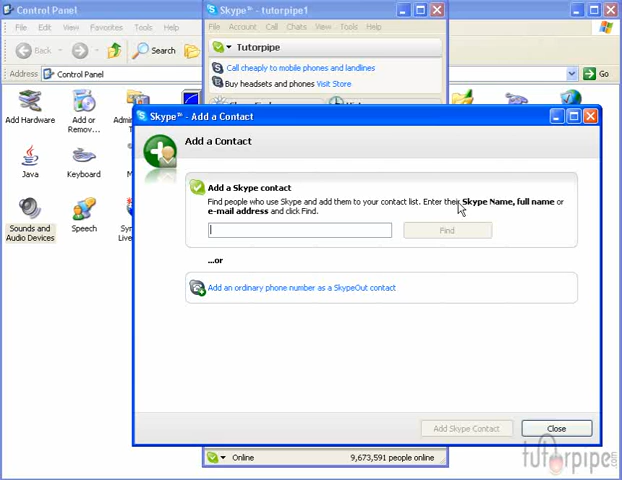 Control Panel
Skype™ - tutorpipe1
File Edit View Favorites Tools
File Account Call Chats View Tools Help
Back
Search
Tutorpipe
Call cheaply to mobile phones and landlines
Buy headsets and phones Visit Store
Address Control Panel
Go
Add Hardware
Add or Remov...
Java
Keyboard
Sounds and Audio Devices
Speech
Skype™ - Add a Contact
Add a Contact
Add a Skype contact
Find people who use Skype and add them to your contact list. Enter their Skype Name, full name or
e-mail address and click Find.
Find
...or
Add an ordinary phone number as a SkypeOut contact
Add Skype Contact
Close
Online
9,673,591 people online
tutorpipe.com